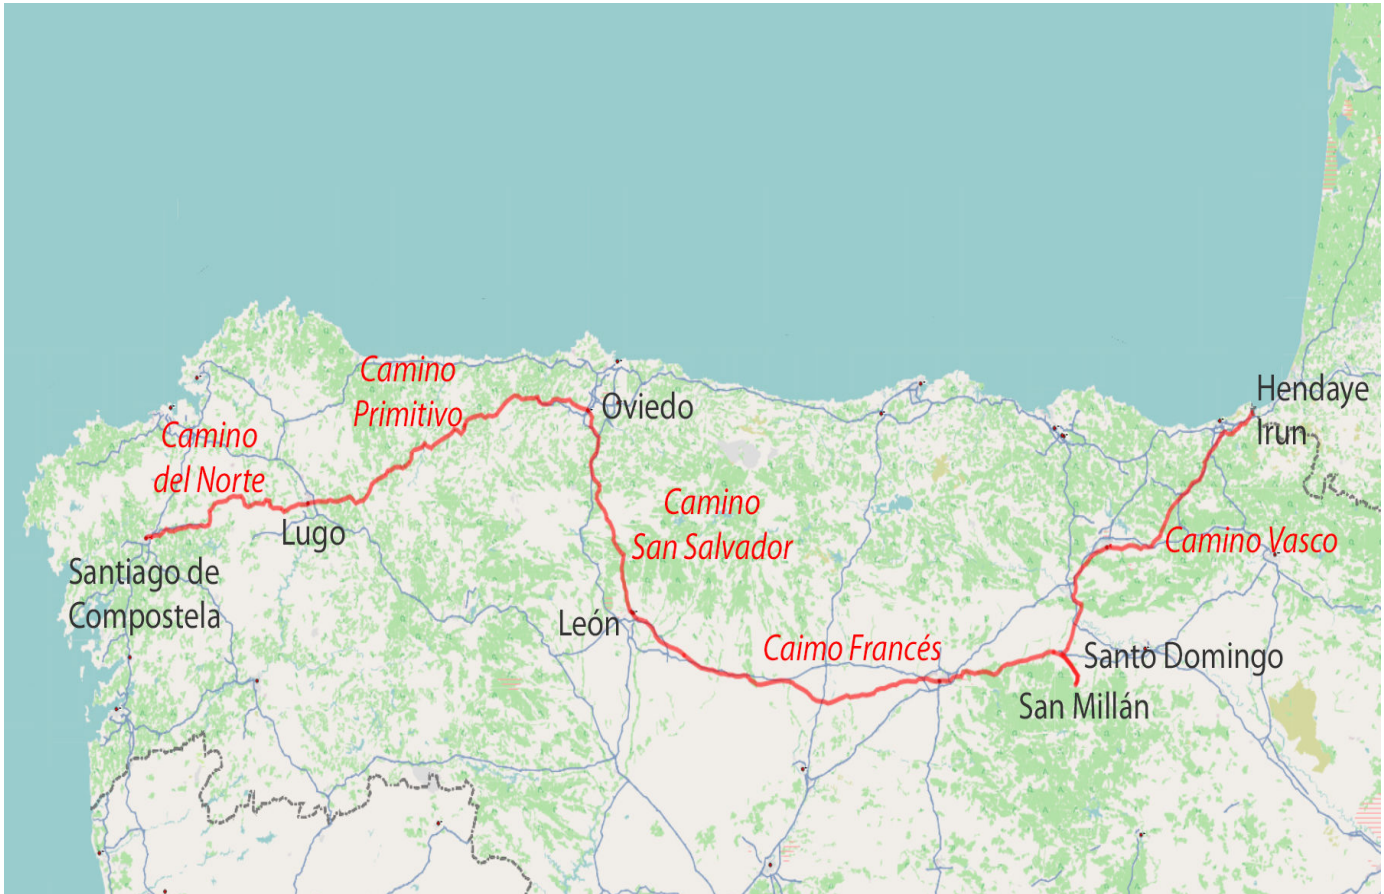 Camino
Primitivo
Oviedo
Hendaye
Irun
Camino
del Norte
Lugo
Camino
San Salvador
Camino Vasco
Santiago de
Compostela
León
Caimo Francés
Santo Domingo
San Millán